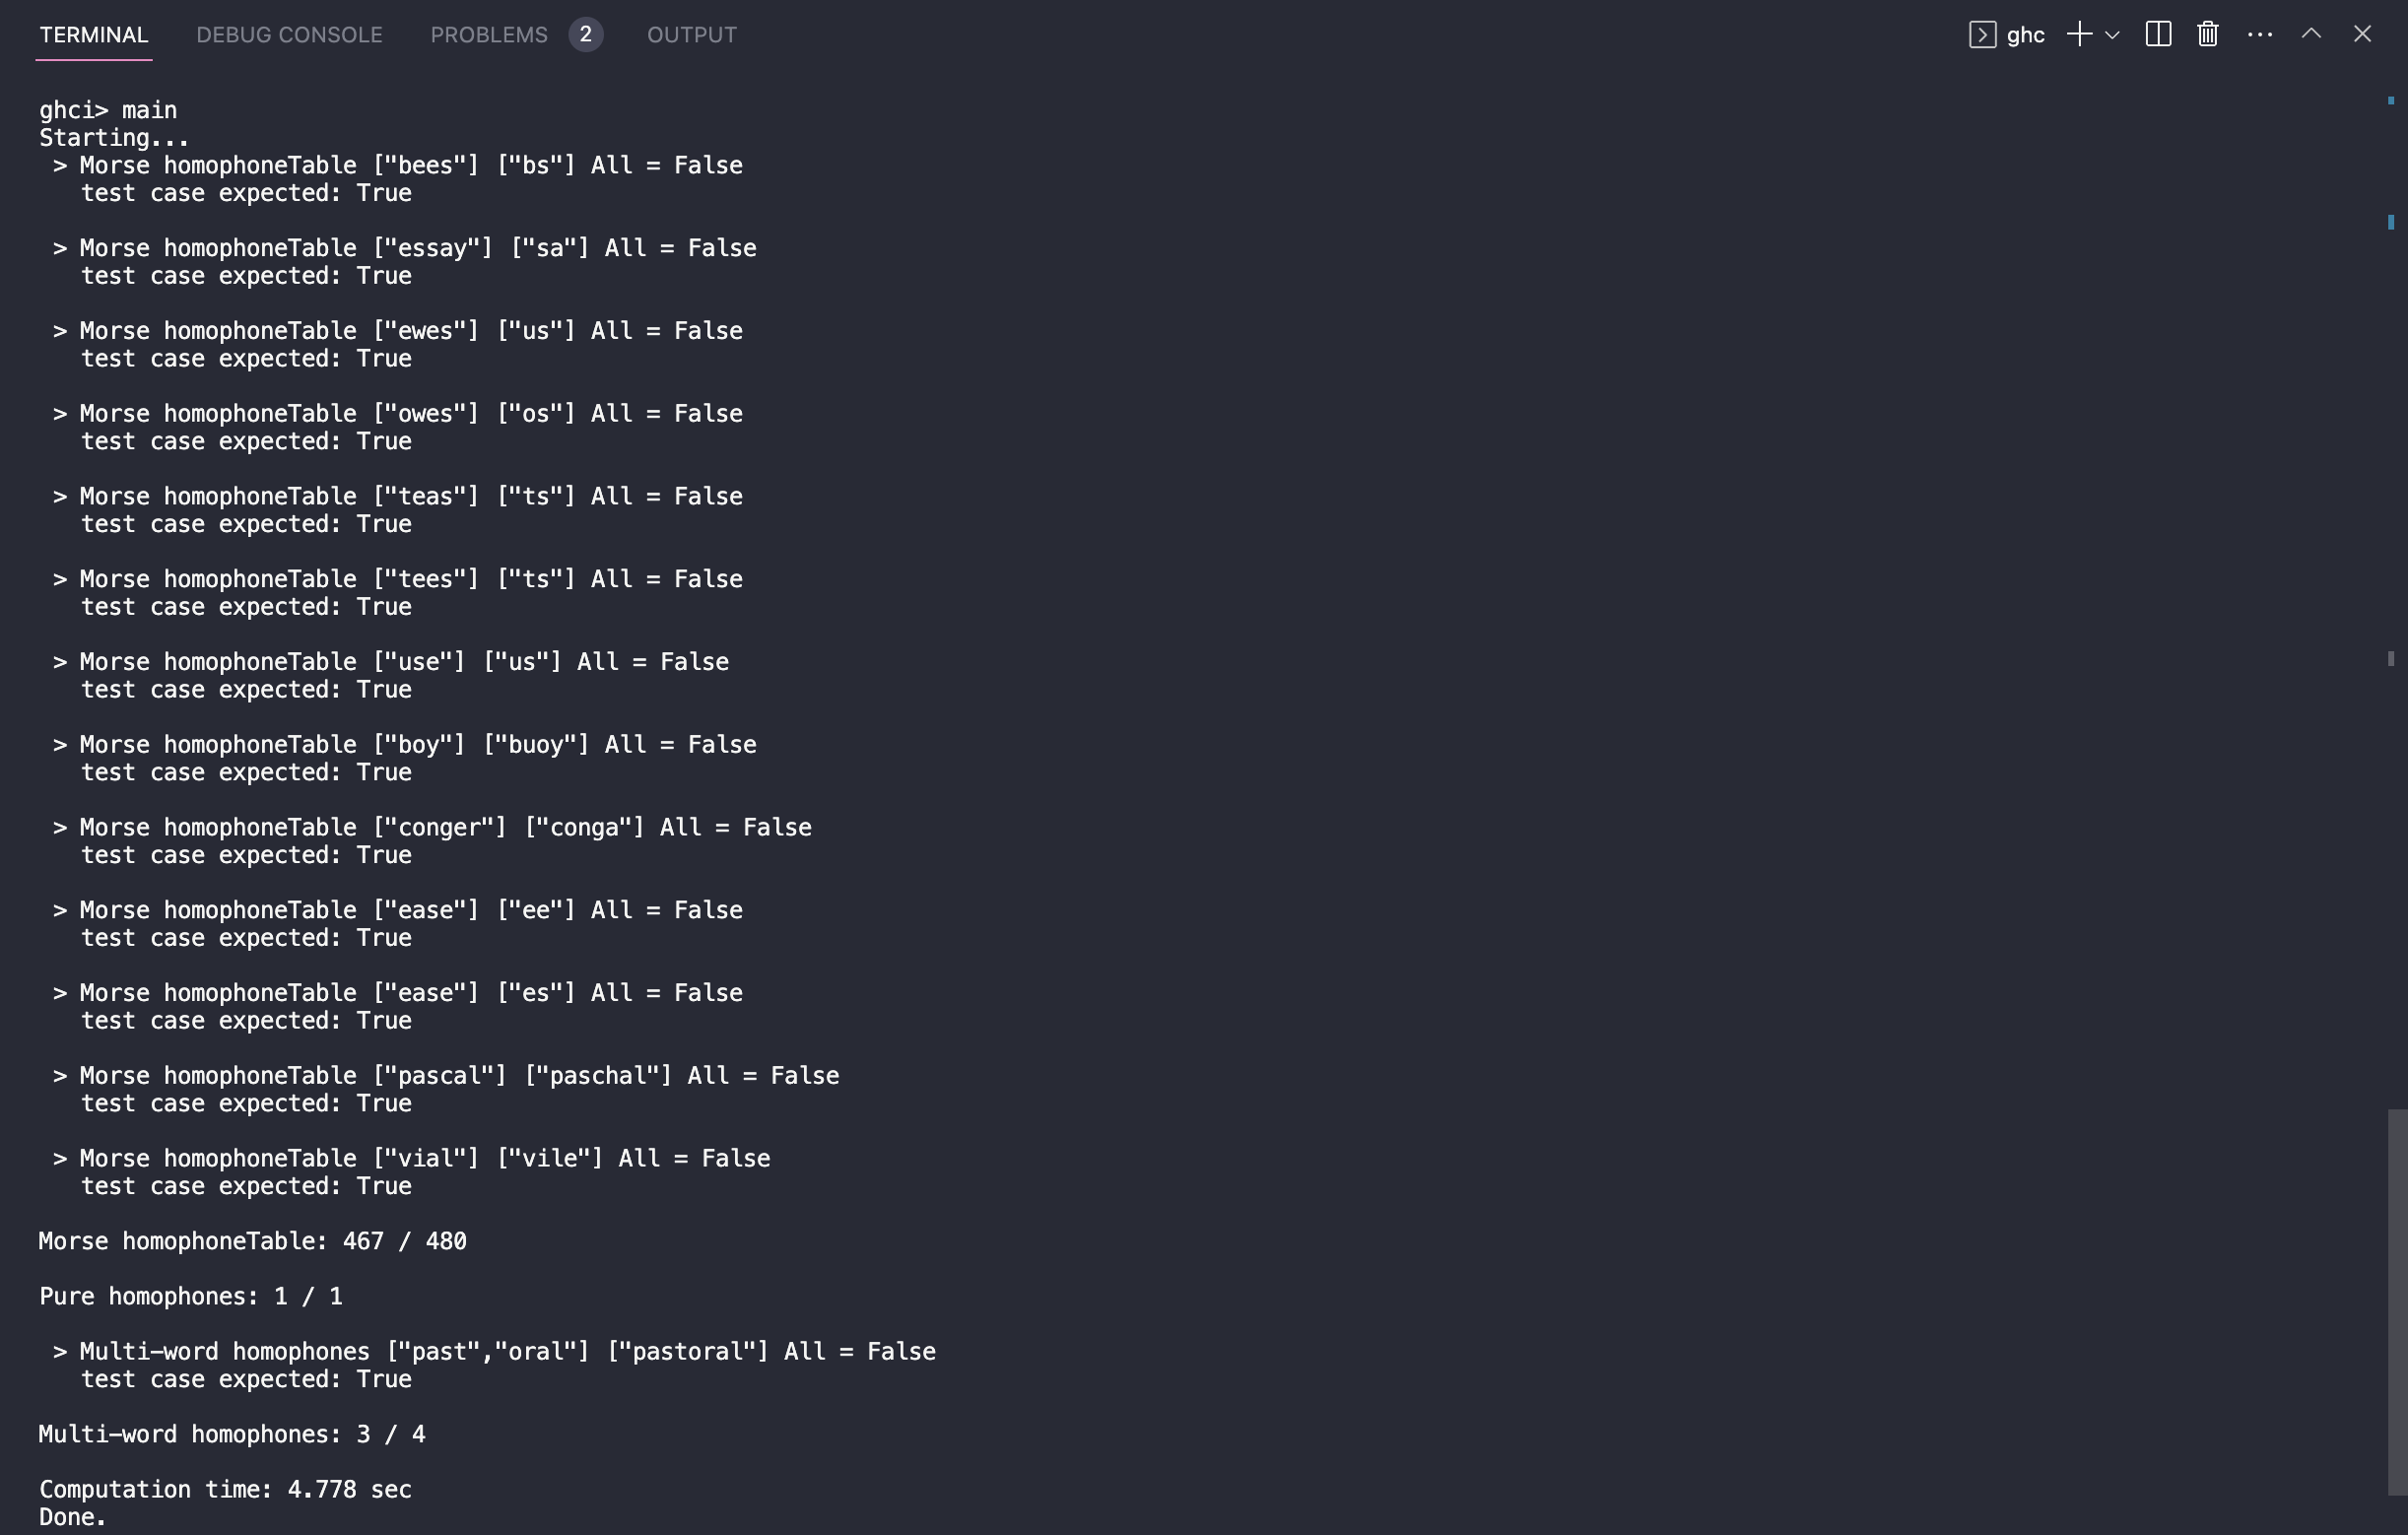 TERMINAL DEBUG CONSOLE PROBLEMS 2 OUTPUT ghc
ghci> main
Starting...
> Morse homophoneTable ["bees"] ["bs"] All = False
test case expected: True
> Morse homophoneTable ["essay"] ["sa"] All = False
test case expected: True
> Morse homophoneTable ["ewes"] ["us"] All = False
test case expected: True
> Morse homophoneTable ["owes"] ["os"] All = False
test case expected: True
> Morse homophoneTable ["teas"] ["ts"] All = False
test case expected: True
> Morse homophoneTable ["tees"] ["ts"] All = False
test case expected: True
> Morse homophoneTable ["use"] ["us"] All = False
test case expected: True
> Morse homophoneTable ["boy"] ["buoy"] All = False
test case expected: True
> Morse homophoneTable ["conger"] ["conga"] All = False
test case expected: True
> Morse homophoneTable ["ease"] ["ee"] All = False
test case expected: True
> Morse homophoneTable ["ease"] ["es"] All = False
test case expected: True
> Morse homophoneTable ["pascal"] ["paschal"] All = False
test case expected: True
> Morse homophoneTable ["vial"] ["vile"] All = False
test case expected: True
Morse homophoneTable: 467 / 480
Pure homophones: 1 / 1
> Multi-word homophones ["past","oral"] ["pastoral"] All = False
test case expected: True
Multi-word homophones: 3 / 4
Computation time: 4.778 sec
Done.